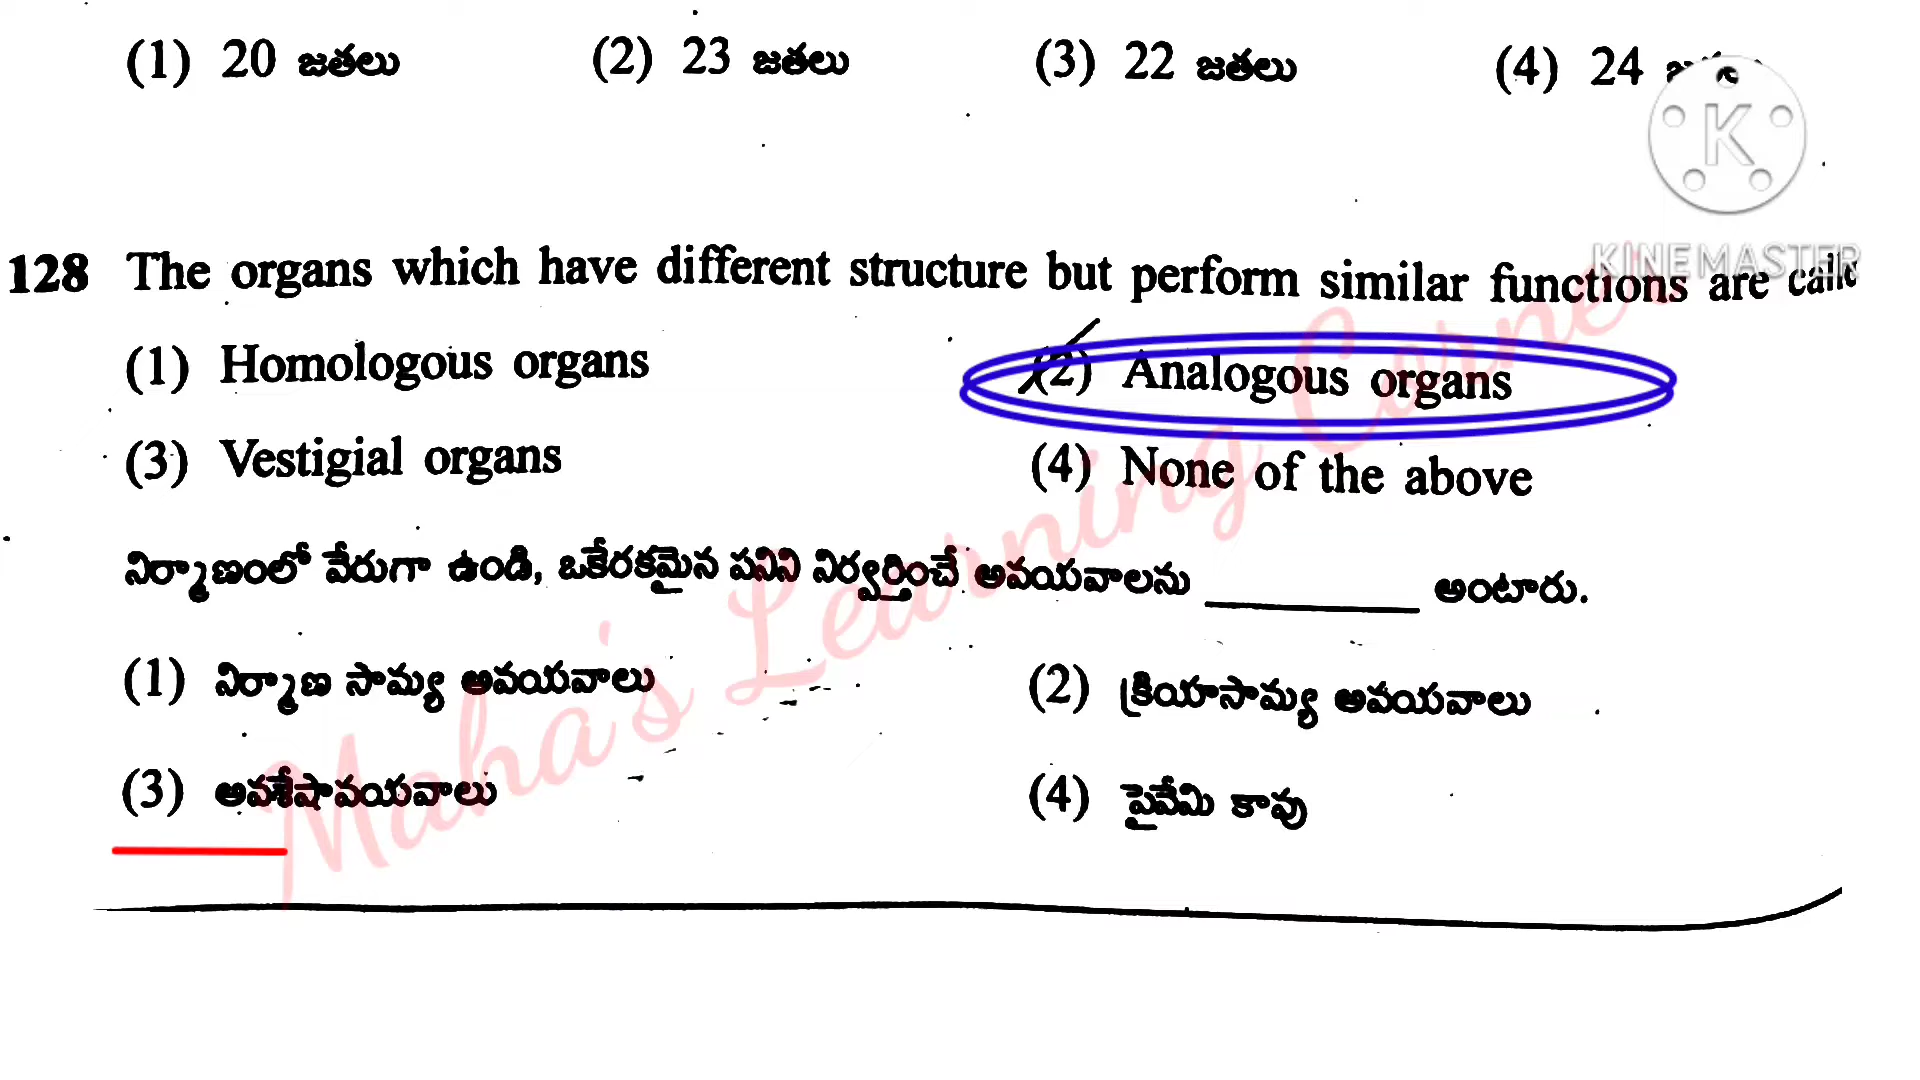 (1) 20 జతలు (2) 23 జతలు (3) 22 జతలు (4) 24
KINEMASTER
128 The organs which have different structure but perform similar functions are calle
(1) Homologous organs (2) Analogous organs
(3) Vestigial organs (4) None of the above
నిర్మాణంలో వేరుగా ఉండి, ఒకేరకమైన పనిని నిర్వర్తించే అవయవాలను ________ అంటారు.
(1) నిర్మాణ సామ్య అవయవాలు (2) క్రియాసామ్య అవయవాలు
(3) అవశేషావయవాలు (4) పైవేమి కావు
Maha's Learning Corner